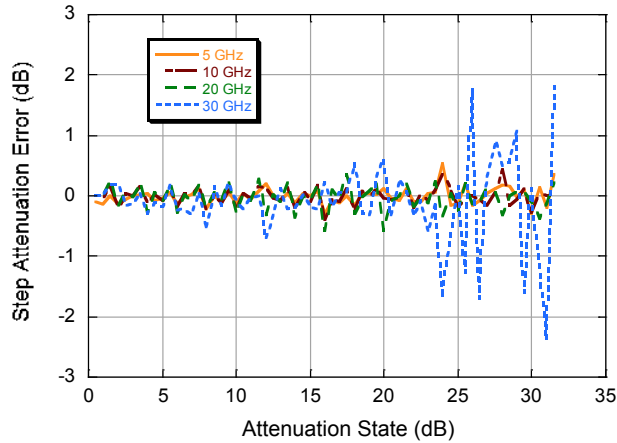 3
2
1
0
-1
-2
-3
Step Attenuation Error (dB)
5 GHz
10 GHz
20 GHz
30 GHz
0 5 10 15 20 25 30 35
Attenuation State (dB)